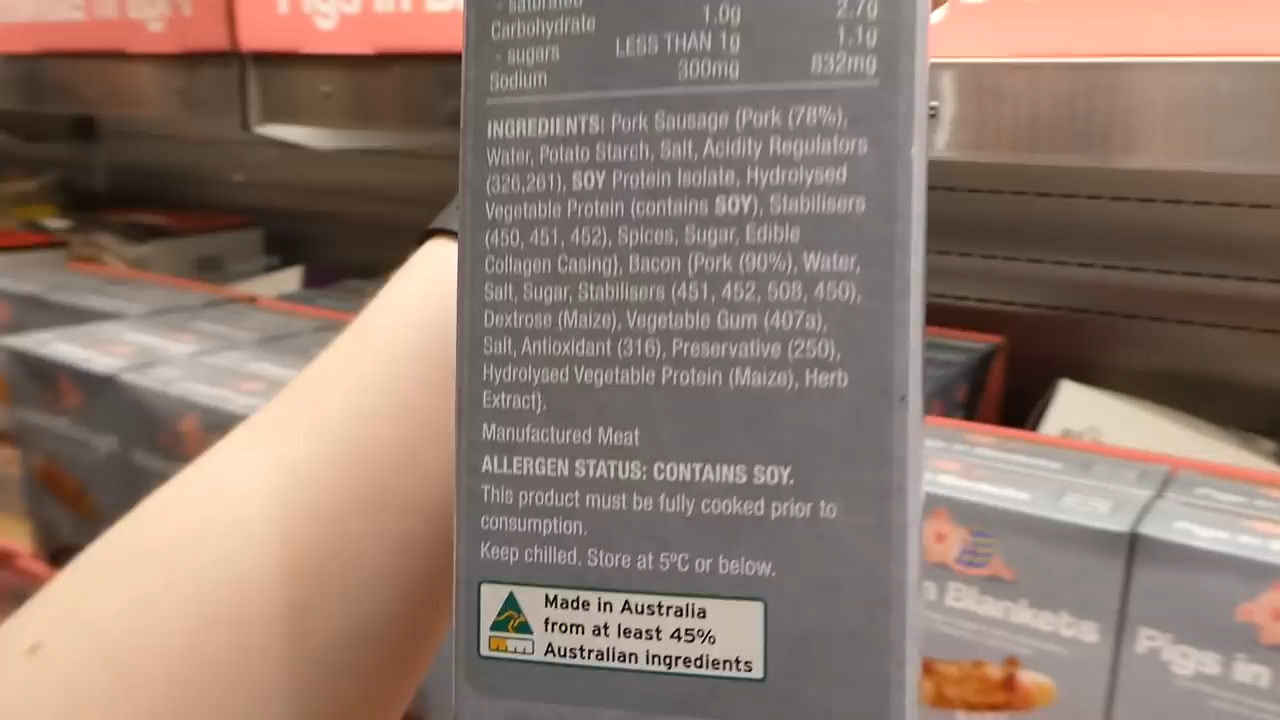 Pigs in
- saturated 1.0g 2.7g
Carbohydrate LESS THAN 1g 1.1g
- sugars 300mg 832mg
Sodium
INGREDIENTS: Pork Sausage (Pork (78%),
Water, Potato Starch, Salt, Acidity Regulators
(326,261), SOY Protein Isolate, Hydrolysed
Vegetable Protein (contains SOY), Stabilisers
(450, 451, 452), Spices, Sugar, Edible
Collagen Casing), Bacon (Pork (90%), Water,
Salt, Sugar, Stabilisers (451, 452, 508, 450),
Dextrose (Maize), Vegetable Gum (407a),
Salt, Antioxidant (316), Preservative (250),
Hydrolysed Vegetable Protein (Maize), Herb
Extract).
Manufactured Meat
ALLERGEN STATUS: CONTAINS SOY.
This product must be fully cooked prior to
consumption.
Keep chilled. Store at 5ºC or below.
Made in Australia
from at least 45%
Australian ingredients
Blankets
Pigs in